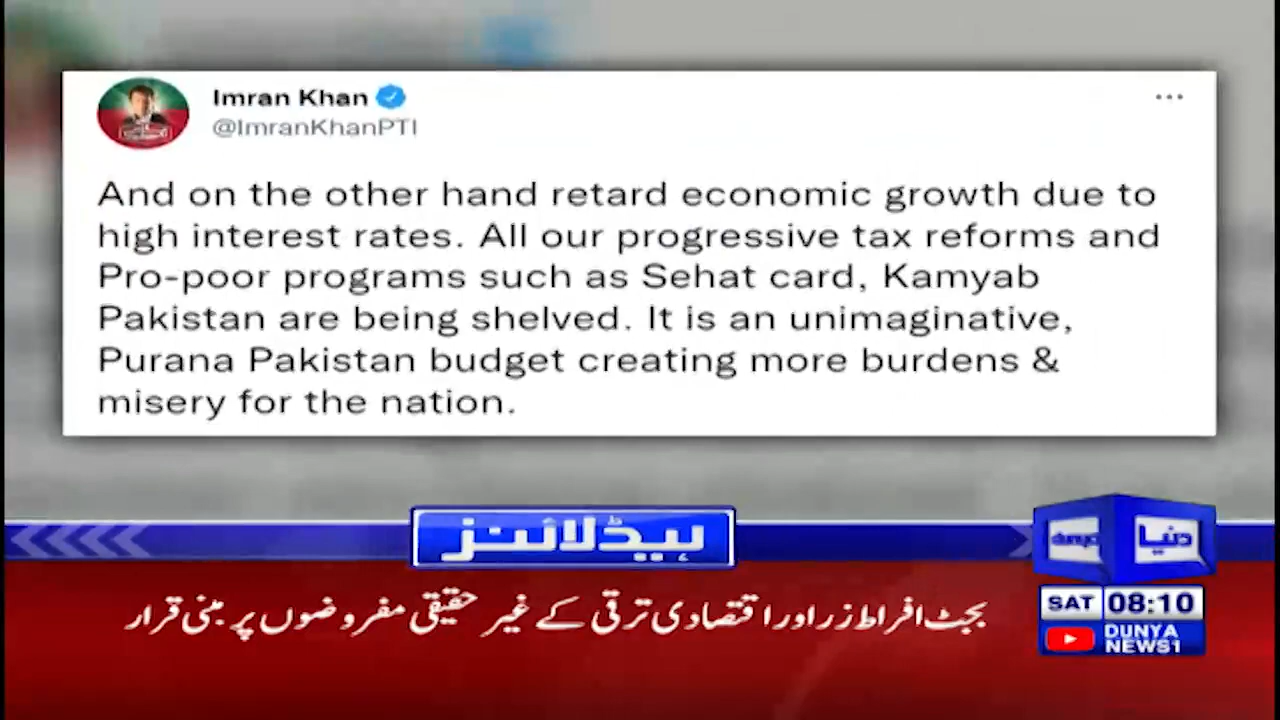 Imran Khan
@ImranKhanPTI
And on the other hand retard economic growth due to
high interest rates. All our progressive tax reforms and
Pro-poor programs such as Sehat card, Kamyab
Pakistan are being shelved. It is an unimaginative,
Purana Pakistan budget creating more burdens &
misery for the nation.
ہیڈلائنز
دنیا
بجٹ افراط زر اور اقتصادی ترقی کے غیر حقیقی مفروضوں پر مبنی قرار
SAT 08:10
DUNYA
NEWS1